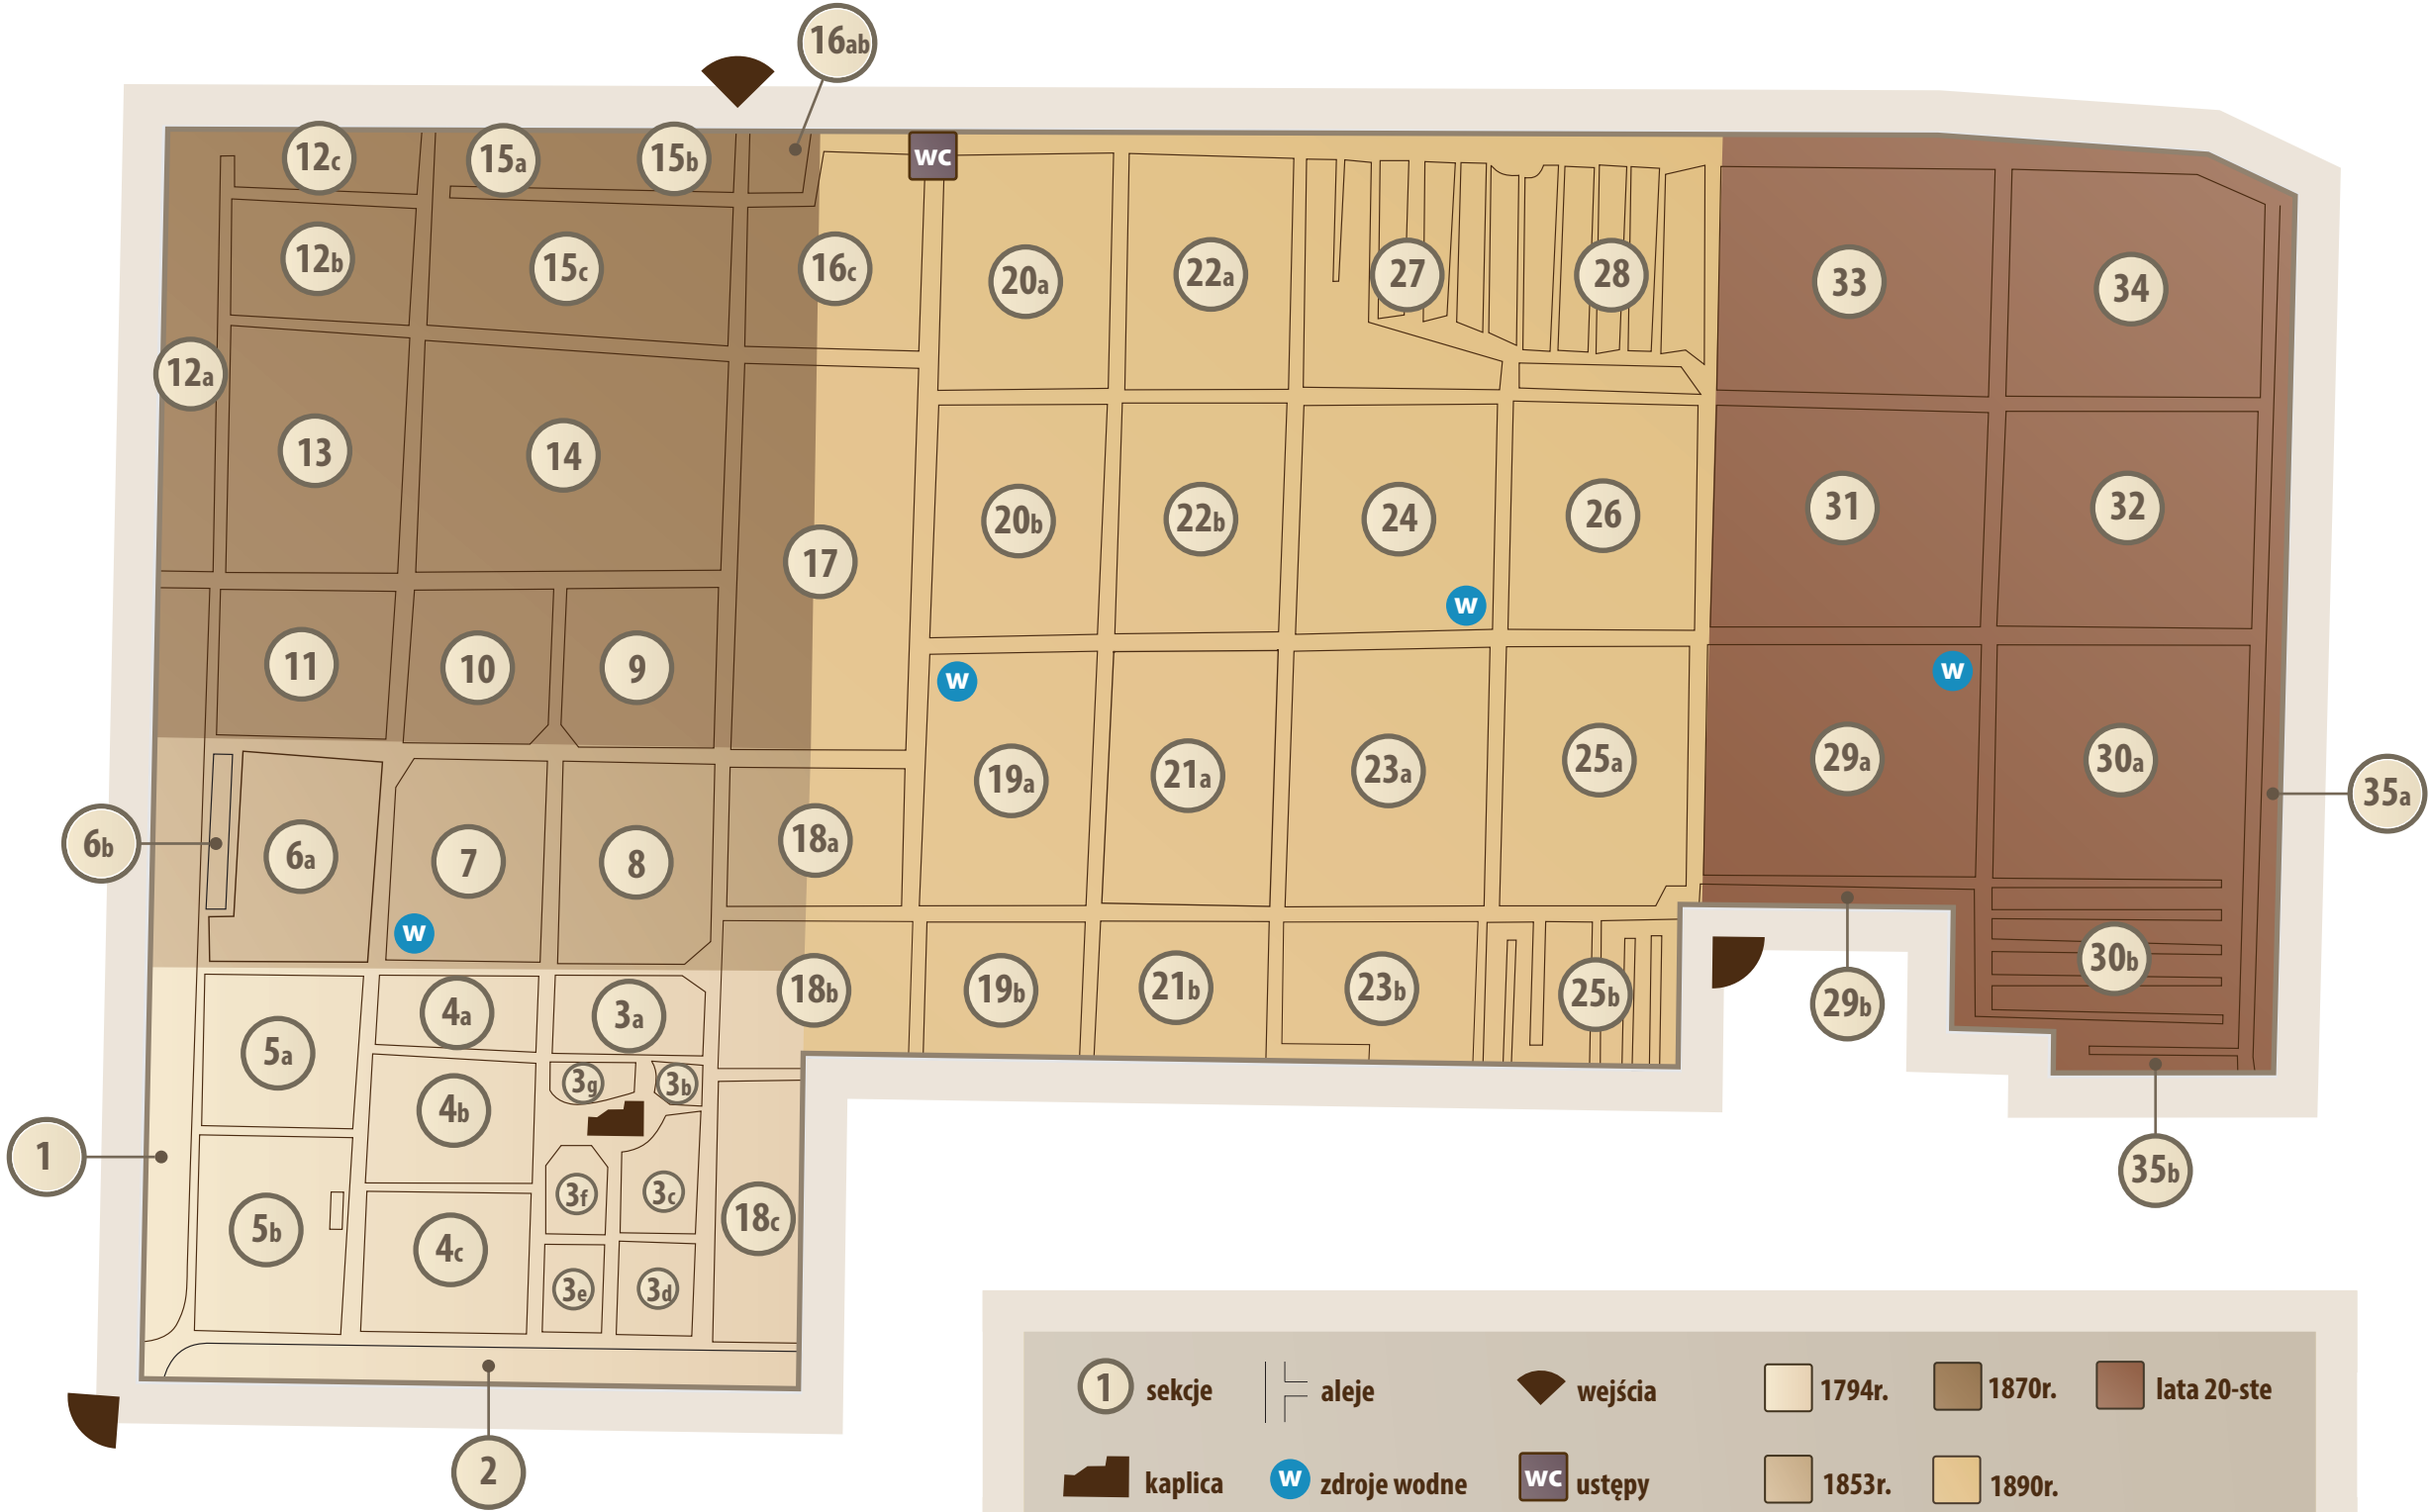 16ab
12c
15a
15b
WC
12b
15c
16c
20a
22a
27
28
33
34
12a
13
14
17
20b
22b
24
26
31
32
W
11
10
9
W
W
19a
21a
23a
25a
29a
30a
35a
6b
6a
7
8
18a
W
18b
19b
21b
23b
25b
29b
30b
5a
4a
3a
3g
3b
4b
1
3f
3c
18c
35b
5b
4c
3e
3d
2
1 sekcje
aleje
wejścia
1794r.
1870r.
lata 20-ste
kaplica
W zdroje wodne
WC ustępy
1853r.
1890r.